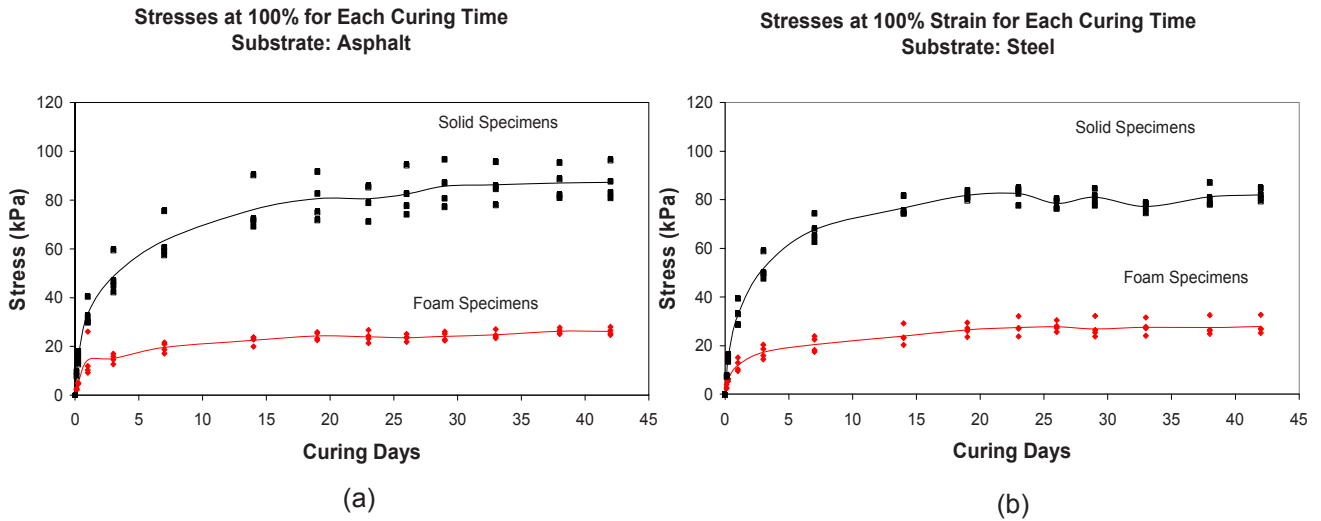 Stresses at 100% for Each Curing Time
Substrate: Asphalt
120
100
80
60
40
20
0
Stress (kPa)
Solid Specimens
Foam Specimens
0 5 10 15 20 25 30 35 40 45
Curing Days
(a)
Stresses at 100% Strain for Each Curing Time
Substrate: Steel
120
100
80
60
40
20
0
Stress (kPa)
Solid Specimens
Foam Specimens
0 5 10 15 20 25 30 35 40 45
Curing Days
(b)